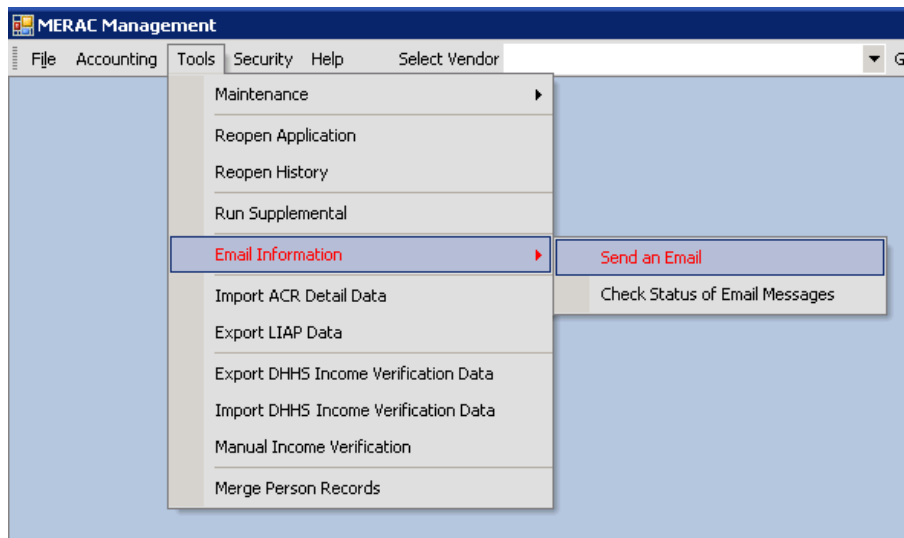 MERAC Management
File Accounting Tools Security Help Select Vendor G
Maintenance
Reopen Application
Reopen History
Run Supplemental
Email Information
Send an Email
Import ACR Detail Data
Check Status of Email Messages
Export LIAP Data
Export DHHS Income Verification Data
Import DHHS Income Verification Data
Manual Income Verification
Merge Person Records